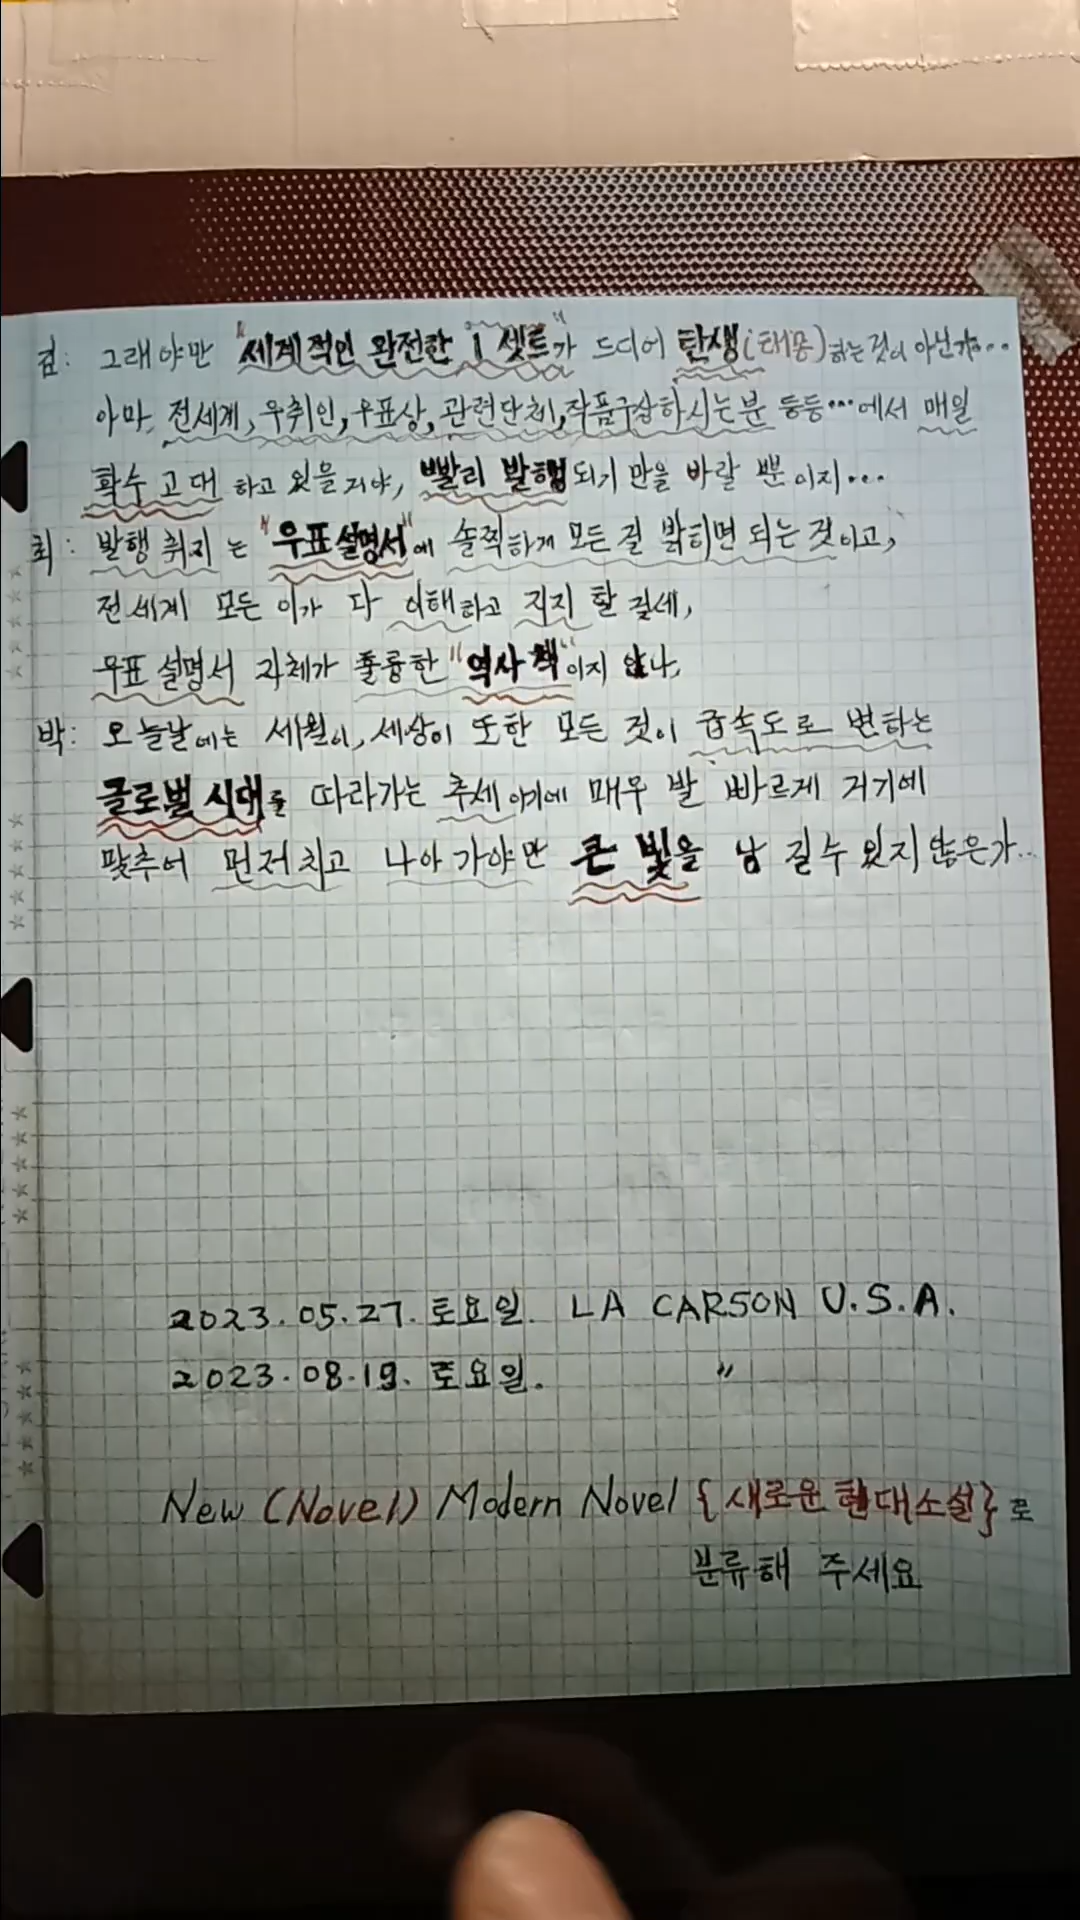 김: 그래야만 "세계적인 완전한 1 셋트"가 드디어 탄생(태동)하는것이 아닌가...
아마, 전세계, 우취인, 우표상, 관련단체, 작품구상하시는분 등등...에서 매일
확수 고대 하고 있을거야, 빨리 발행되기 만을 바랄 뿐이지...
최: 발행 취지는 "우표 설명서"에 솔찍하게 모든걸 밝히면 되는 것이고,
전세계 모든 이가 다 이해하고 지지 할 걸세,
우표 설명서 자체가 훌륭한 "역사 책"이지 않나,
박: 오늘날에는 세월이, 세상이 또한 모든 것이 급속도로 변하는
글로벌 시대를 따라가는 추세 이기에 매우 발 빠르게 거기에
맞추어 먼저 치고 나아 가야만 큰 빛을 남 길수 있지 않은가...
2023.05.27. 토요일. LA CARSON U.S.A.
2023.08.19. 토요일. "
New (Novel) Modern Novel {새로운 현대소설}로
분류해 주세요